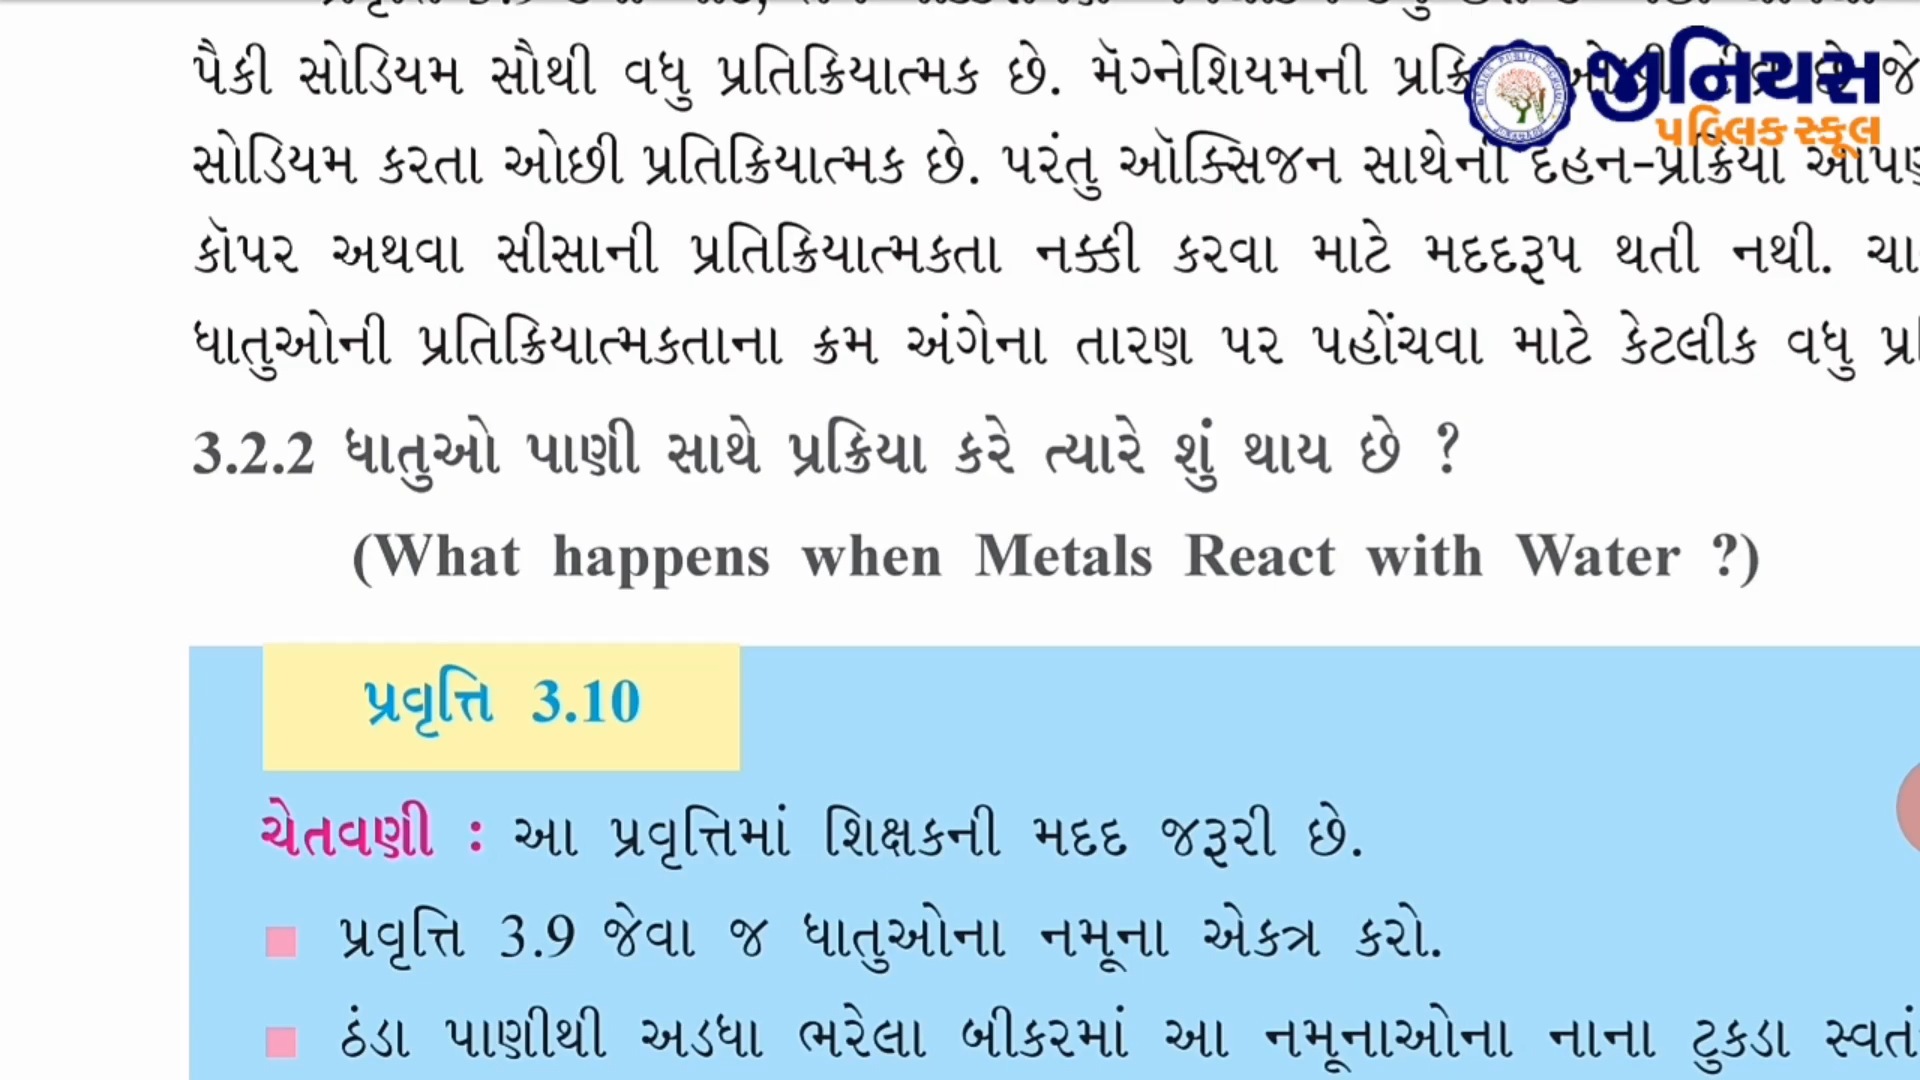 પૈકી સોડિયમ સૌથી વધુ પ્રતિક્રિયાત્મક છે. મૅગ્નેશિયમની
જીનિયસ
પબ્લિક સ્કૂલ
સોડિયમ કરતા ઓછી પ્રતિક્રિયાત્મક છે. પરંતુ ઑક્સિજન સાથેની દહન-પ્રક્રિયા
કૉપર અથવા સીસાની પ્રતિક્રિયાત્મકતા નક્કી કરવા માટે મદદરૂપ થતી નથી.
ધાતુઓની પ્રતિક્રિયાત્મકતાના ક્રમ અંગેના તારણ પર પહોંચવા માટે કેટલીક વધુ
3.2.2 ધાતુઓ પાણી સાથે પ્રક્રિયા કરે ત્યારે શું થાય છે ?
(What happens when Metals React with Water ?)
પ્રવૃત્તિ 3.10
ચેતવણી : આ પ્રવૃત્તિમાં શિક્ષકની મદદ જરૂરી છે.
પ્રવૃત્તિ 3.9 જેવા જ ધાતુઓના નમૂના એકત્ર કરો.
ઠંડા પાણીથી અડધા ભરેલા બીકરમાં આ નમૂનાઓના નાના ટુકડા